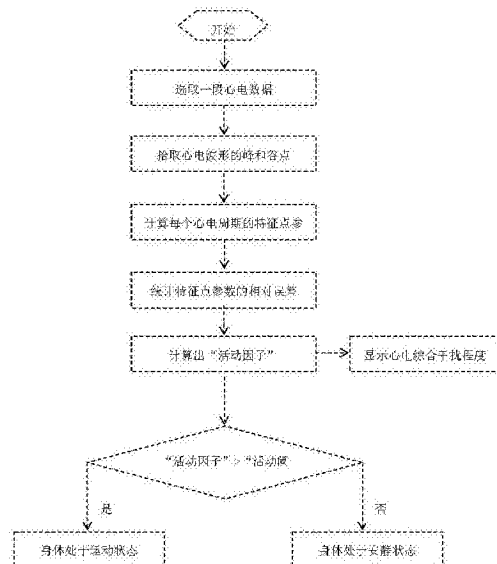 开始
选取一段心电数据
拾取心电波形的峰和谷点
计算每个心电周期的特征点参
统计特征点参数的相对误差
计算出“活动因子”
显示心电综合干扰程度
“活动因子”>“活动阈
是
否
身体处于运动状态
身体处于安静状态